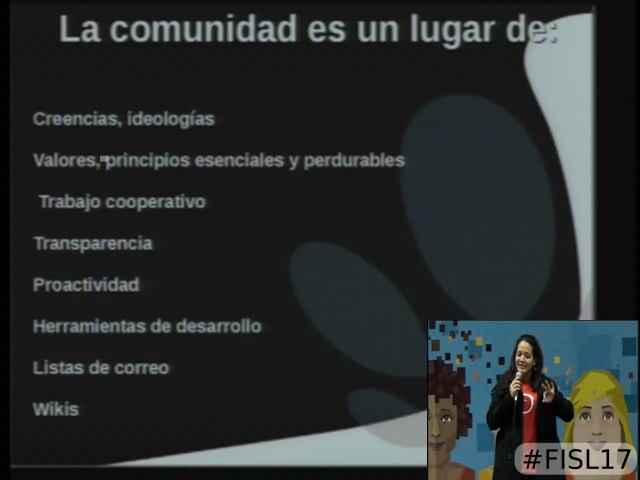 La comunidad es un lugar de:
Creencias, ideologías
Valores, principios esenciales y perdurables
Trabajo cooperativo
Transparencia
Proactividad
Herramientas de desarrollo
Listas de correo
Wikis
#FISL17